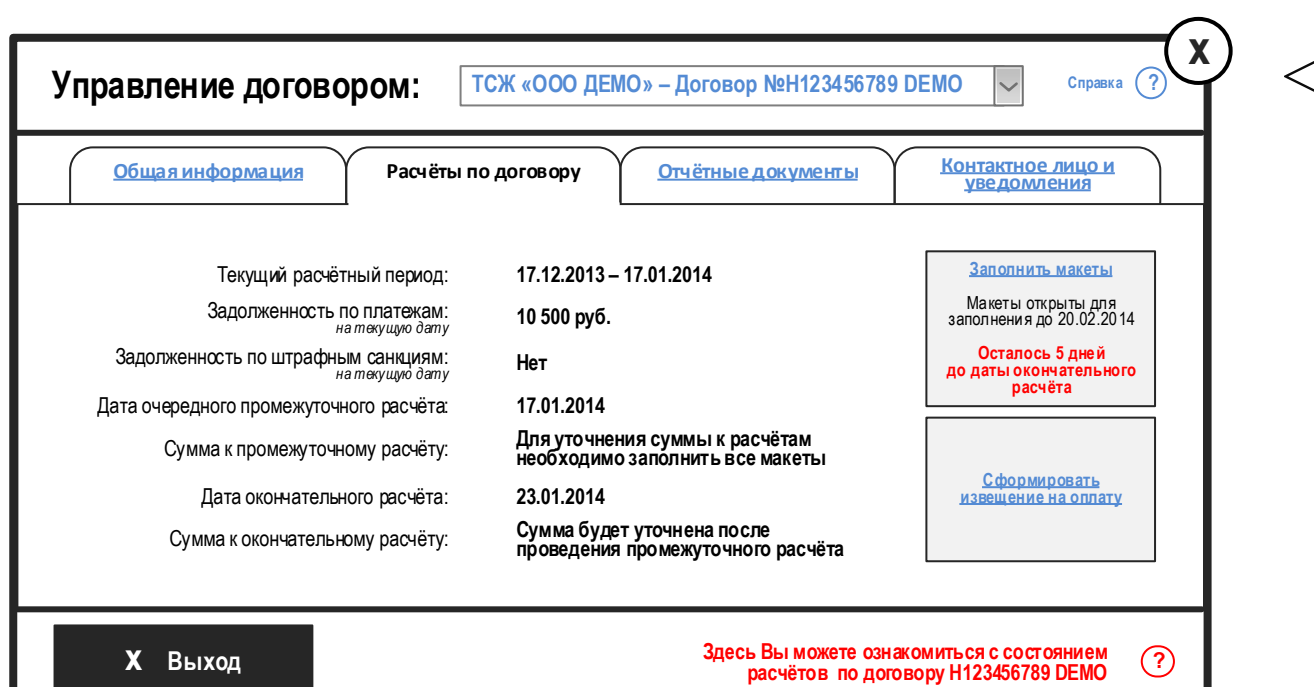 X
Управление договором:
ТСЖ «ООО ДЕМО» – Договор №Н123456789 DEMO
Справка ?
Общая информация
Расчёты по договору
Отчётные документы
Контактное лицо и
уведомления
Текущий расчётный период:
17.12.2013 – 17.01.2014
Задолженность по платежам:
на текущую дату
10 500 руб.
Задолженность по штрафным санкциям:
на текущую дату
Нет
Дата очередного промежуточного расчёта:
17.01.2014
Сумма к промежуточному расчёту:
Для уточнения суммы к расчётам
необходимо заполнить все макеты
Дата окончательного расчёта:
23.01.2014
Сумма к окончательному расчёту:
Сумма будет уточнена после
проведения промежуточного расчёта
Заполнить макеты
Макеты открыты для
заполнения до 20.02.2014
Осталось 5 дней
до даты окончательного
расчёта
Сформировать
извещение на оплату
X Выход
Здесь Вы можете ознакомиться с состоянием
расчётов по договору Н123456789 DEMO
?